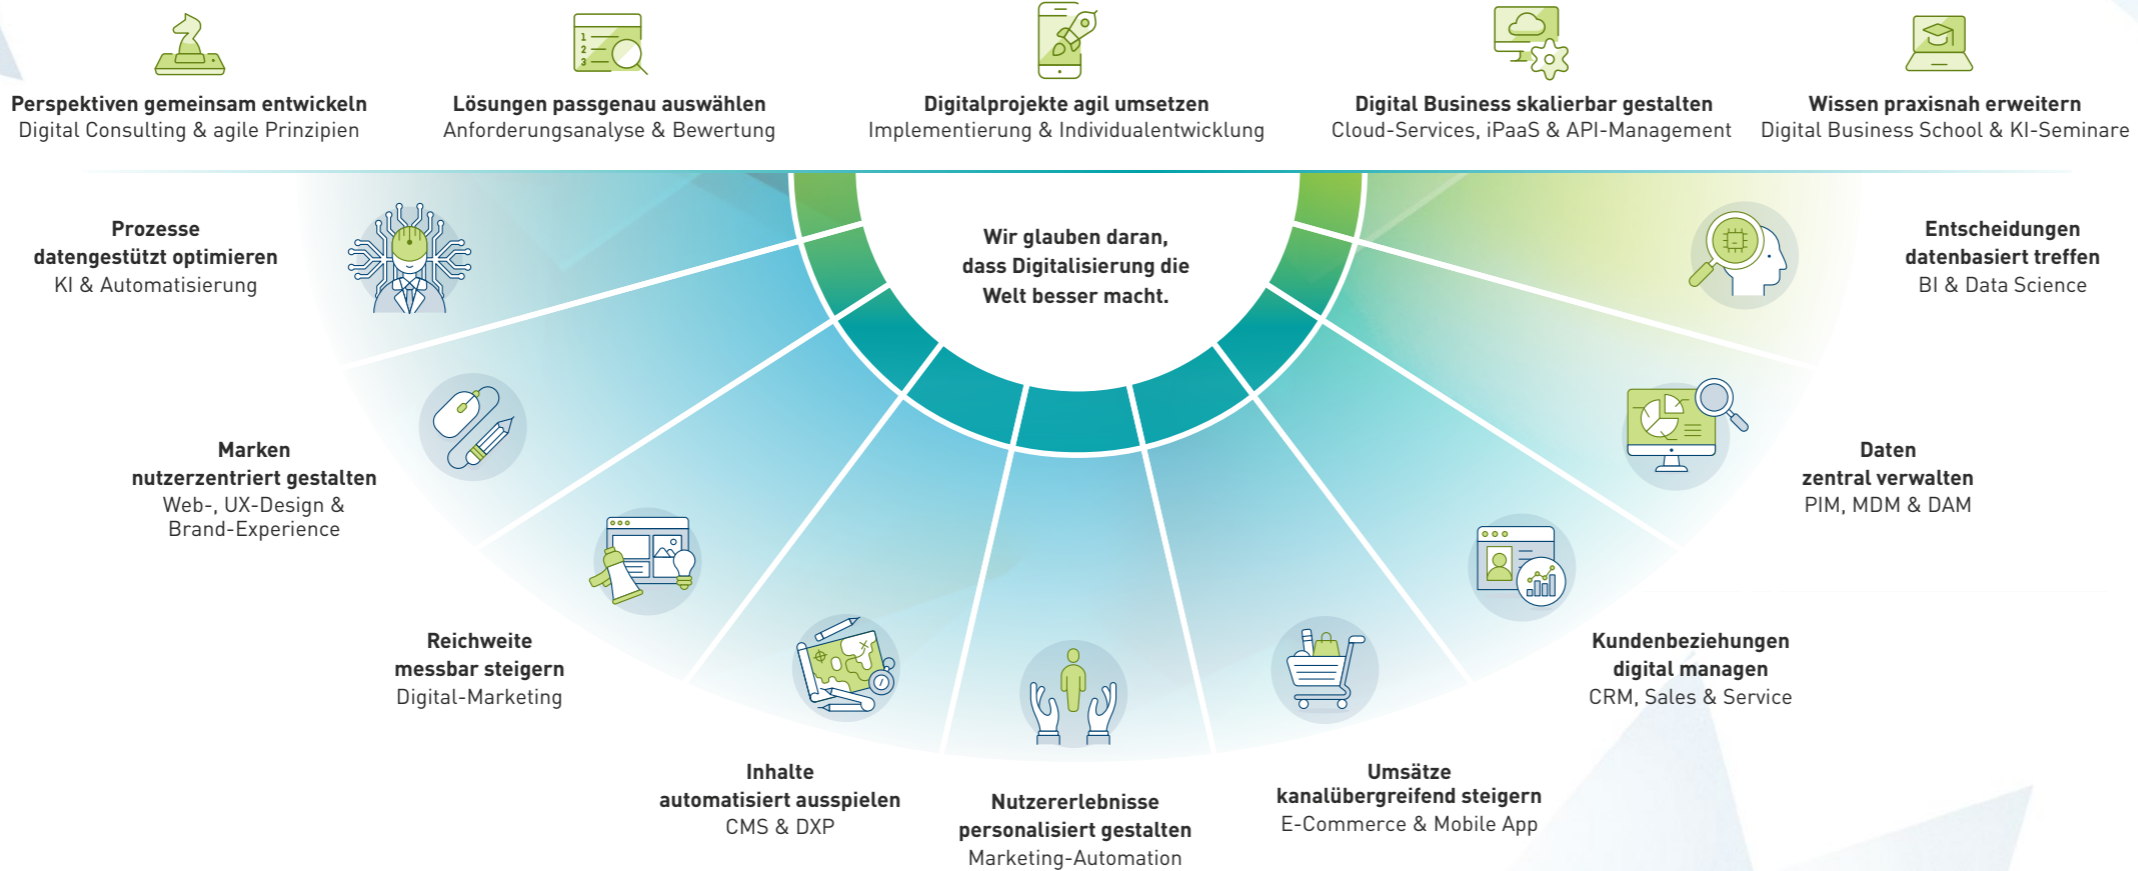 Perspektiven gemeinsam entwickeln
Digital Consulting & agile Prinzipien
Lösungen passgenau auswählen
Anforderungsanalyse & Bewertung
1
2
3
Digitalprojekte agil umsetzen
Implementierung & Individualentwicklung
Digital Business skalierbar gestalten
Cloud-Services, iPaaS & API-Management
Wissen praxisnah erweitern
Digital Business School & KI-Seminare
Wir glauben daran,
dass Digitalisierung die
Welt besser macht.
Prozesse
datengestützt optimieren
KI & Automatisierung
Marken
nutzerzentriert gestalten
Web-, UX-Design &
Brand-Experience
Reichweite
messbar steigern
Digital-Marketing
Inhalte
automatisiert ausspielen
CMS & DXP
Nutzererlebnisse
personalisiert gestalten
Marketing-Automation
Umsätze
kanalübergreifend steigern
E-Commerce & Mobile App
Kundenbeziehungen
digital managen
CRM, Sales & Service
Daten
zentral verwalten
PIM, MDM & DAM
Entscheidungen
datenbasiert treffen
BI & Data Science